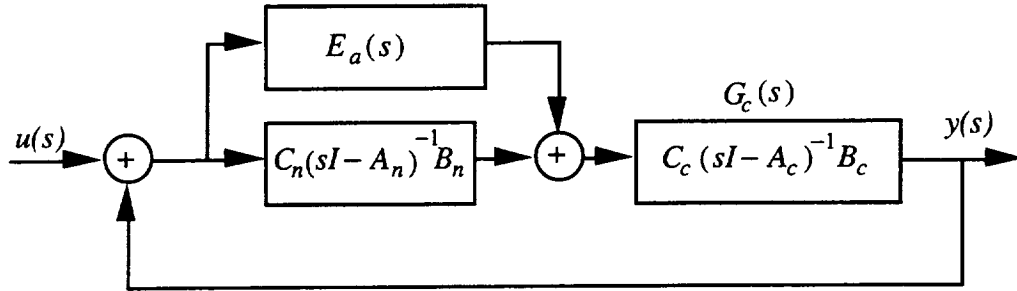 E_a(s)
G_c(s)
u(s)
y(s)
+
C_n(sI − A_n)^{-1}B_n
+
C_c(sI − A_c)^{-1}B_c